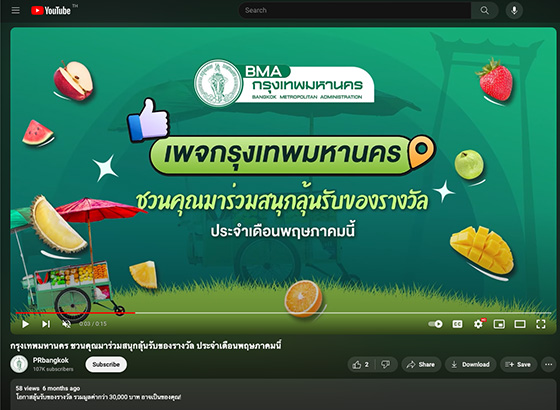 YouTube TH
Search
BMA
กรุงเทพมหานคร
BANGKOK METROPOLITAN ADMINISTRATION
เพจกรุงเทพมหานคร
ชวนคุณมาร่วมสนุกลุ้นรับของรางวัล
ประจำเดือนพฤษภาคมนี้
0:03 / 0:15
CC
กรุงเทพมหานคร ชวนคุณมาร่วมสนุกลุ้นรับของรางวัล ประจำเดือนพฤษภาคมนี้
PRbangkok
107K subscribers
Subscribe
2
Share
Download
Save
58 views 6 months ago
โอกาสลุ้นรับของรางวัล รวมมูลค่ากว่า 30,000 บาท อาจเป็นของคุณ!